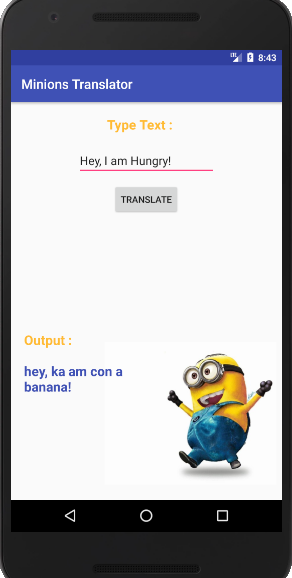 8:43
Minions Translator
Type Text :
Hey, I am Hungry!
TRANSLATE
Output :
hey, ka am con a
banana!